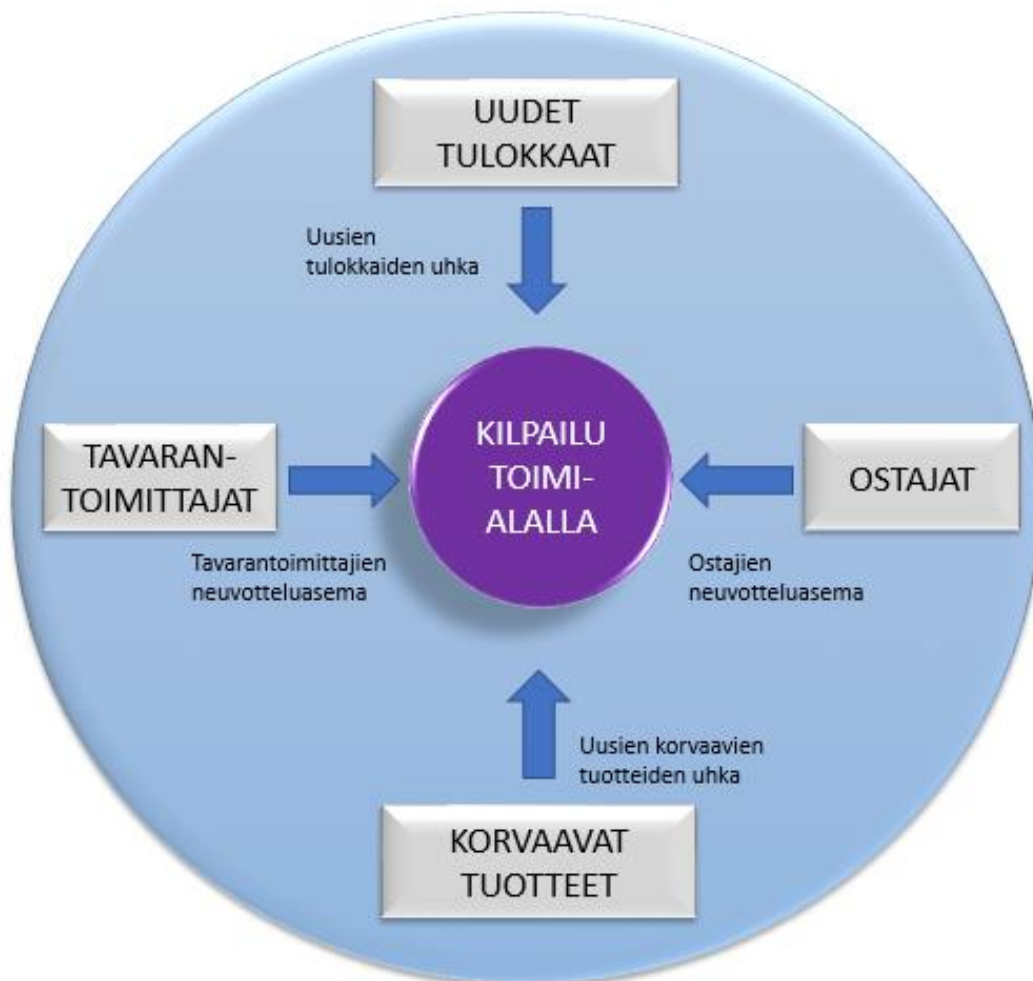 UUDET
TULOKKAAT
Uusien
tulokkaiden uhka
TAVARAN-
TOIMITTAJAT
KILPAILU
TOIMI-
ALALLA
OSTAJAT
Tavarantoimittajien
neuvotteluasema
Ostajien
neuvotteluasema
Uusien korvaavien
tuotteiden uhka
KORVAAVAT
TUOTTEET